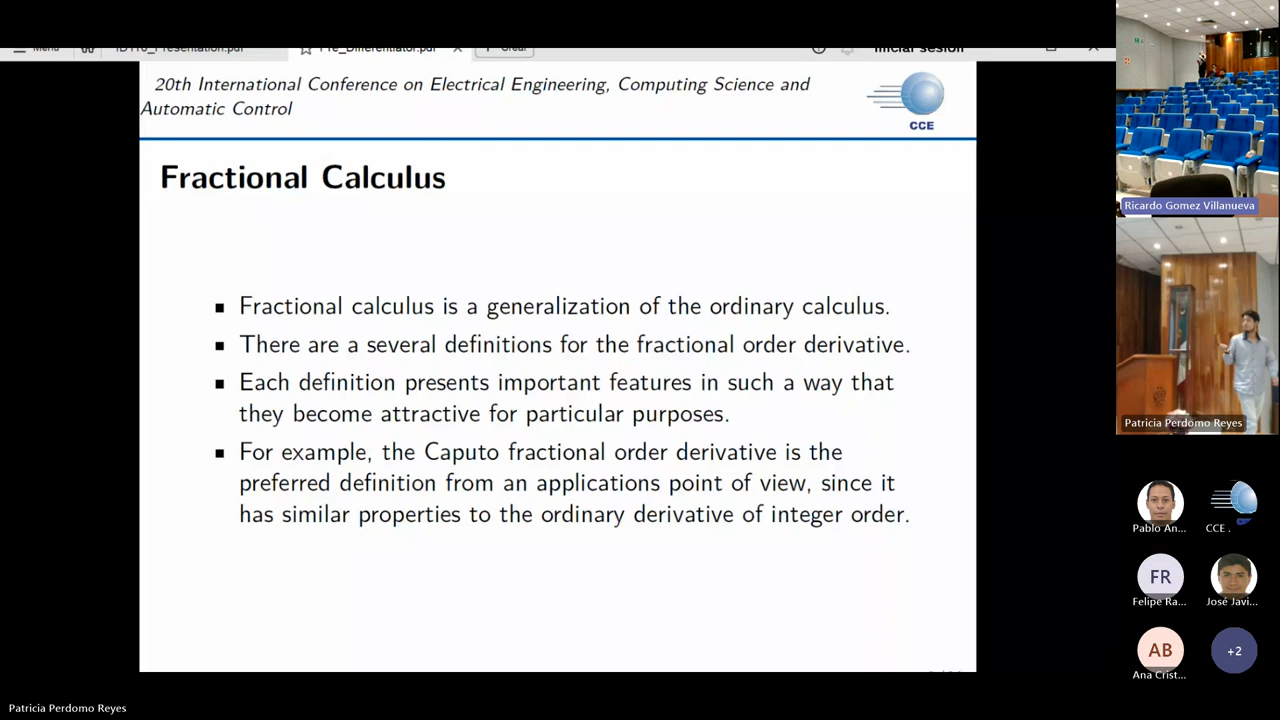 Menu
ID110_Presentation.pdf
Pre_Differentiator.pdf
Crear
Iniciar sesión
20th International Conference on Electrical Engineering, Computing Science and
Automatic Control
CCE
Fractional Calculus
Fractional calculus is a generalization of the ordinary calculus.
There are a several definitions for the fractional order derivative.
Each definition presents important features in such a way that
they become attractive for particular purposes.
For example, the Caputo fractional order derivative is the
preferred definition from an applications point of view, since it
has similar properties to the ordinary derivative of integer order.
Ricardo Gomez Villanueva
Patricia Perdomo Reyes
Pablo An...
CCE .
FR
Felipe Ra...
José Javi...
AB
Ana Crist...
+2
Patricia Perdomo Reyes